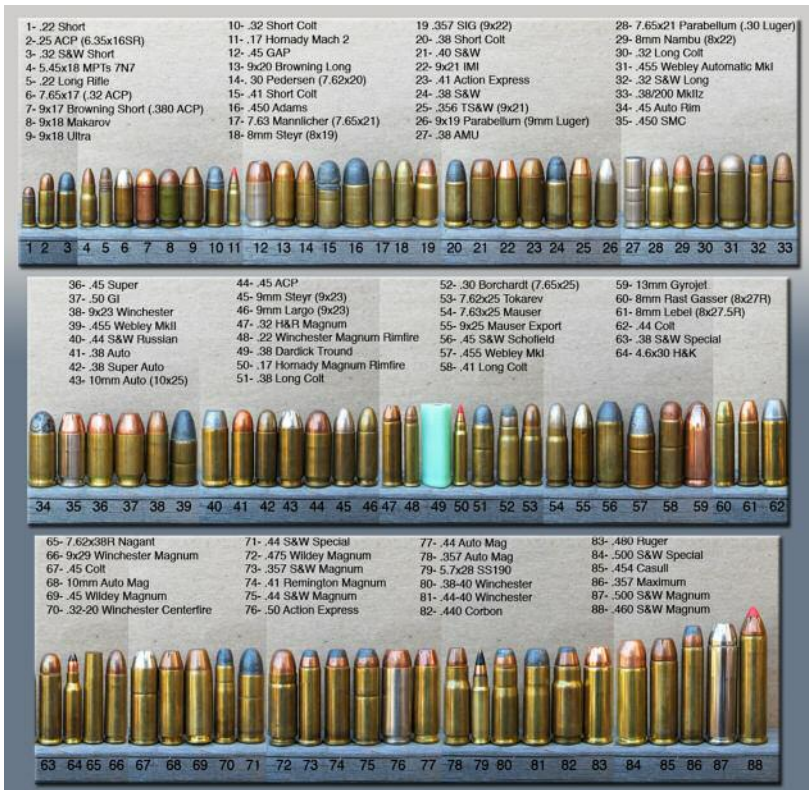 1- .22 Short
2-.25 ACP (6.35x16SR)
3- .32 S&W Short
4- 5.45x18 MPTs 7N7
5- .22 Long Rifle
6- 7.65x17 (.32 ACP)
7- 9x17 Browning Short (.380 ACP)
8- 9x18 Makarov
9- 9x18 Ultra
10- .32 Short Colt
11- .17 Hornady Mach 2
12- .45 GAP
13- 9x20 Browning Long
14- .30 Pedersen (7.62x20)
15- .41 Short Colt
16- .450 Adams
17- 7.63 Mannlicher (7.65x21)
18- 8mm Steyr (8x19)
19 .357 SIG (9x22)
20- .38 Short Colt
21- .40 S&W
22- 9x21 IMI
23- .41 Action Express
24- .38 S&W
25- .356 TS&W (9x21)
26- 9x19 Parabellum (9mm Luger)
27- .38 AMU
28- 7.65x21 Parabellum (.30 Luger)
29- 8mm Nambu (8x22)
30- .32 Long Colt
31- .455 Webley Automatic MkI
32- .32 S&W Long
33- .38/200 MkIIz
34- .45 Auto Rim
35- .450 SMC
1 2 3 4 5 6 7 8 9 10 11 12 13 14 15 16 17 18 19 20 21 22 23 24 25 26 27 28 29 30 31 32 33
36- .45 Super
37- .50 GI
38- 9x23 Winchester
39- .455 Webley MkII
40- .44 S&W Russian
41- .38 Auto
42- .38 Super Auto
43- 10mm Auto (10x25)
44- .45 ACP
45- 9mm Steyr (9x23)
46- 9mm Largo (9x23)
47- .32 H&R Magnum
48- .22 Winchester Magnum Rimfire
49- .38 Dardick Tround
50- .17 Hornady Magnum Rimfire
51- .38 Long Colt
52- .30 Borchardt (7.65x25)
53- 7.62x25 Tokarev
54- 7.63x25 Mauser
55- 9x25 Mauser Export
56- .45 S&W Schofield
57- .455 Webley MkI
58- .41 Long Colt
59- 13mm Gyrojet
60- 8mm Rast Gasser (8x27R)
61- 8mm Lebel (8x27.5R)
62- .44 Colt
63- .38 S&W Special
64- 4.6x30 H&K
34 35 36 37 38 39 40 41 42 43 44 45 46 47 48 49 50 51 52 53 54 55 56 57 58 59 60 61 62
65- 7.62x38R Nagant
66- 9x29 Winchester Magnum
67- .45 Colt
68- 10mm Auto Mag
69- .45 Wildey Magnum
70- .32-20 Winchester Centerfire
71- .44 S&W Special
72- .475 Wildey Magnum
73- .357 S&W Magnum
74- .41 Remington Magnum
75- .44 S&W Magnum
76- .50 Action Express
77- .44 Auto Mag
78- .357 Auto Mag
79- 5.7x28 SS190
80- .38-40 Winchester
81- .44-40 Winchester
82- .440 Corbon
83- .480 Ruger
84- .500 S&W Special
85- .454 Casull
86- .357 Maximum
87- .500 S&W Magnum
88- .460 S&W Magnum
63 64 65 66 67 68 69 70 71 72 73 74 75 76 77 78 79 80 81 82 83 84 85 86 87 88